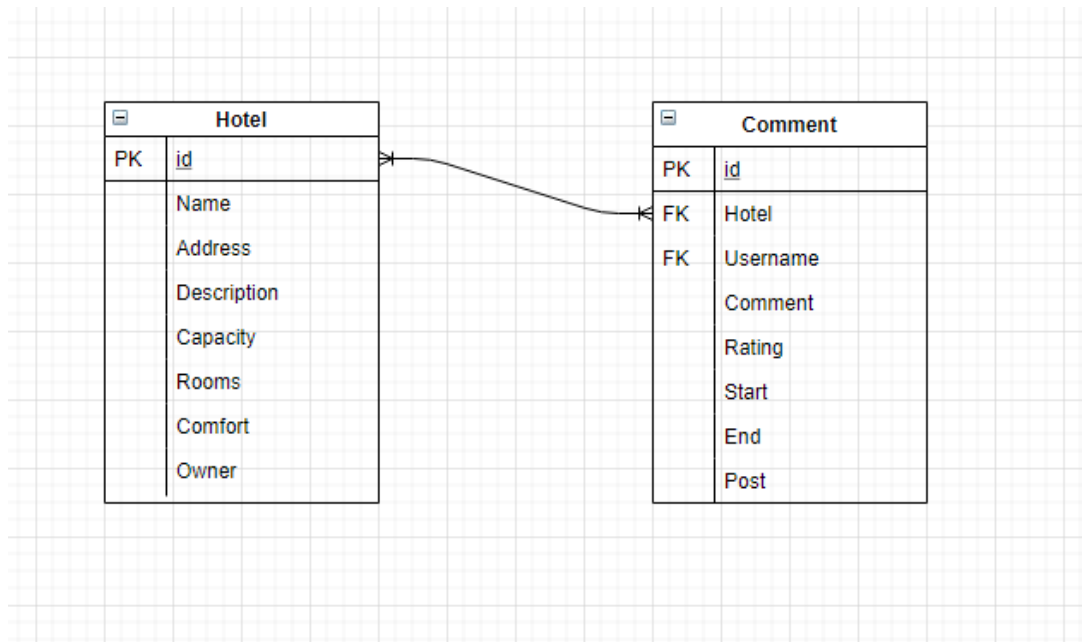 Hotel
PK id
Name
Address
Description
Capacity
Rooms
Comfort
Owner
Comment
PK id
FK Hotel
FK Username
Comment
Rating
Start
End
Post